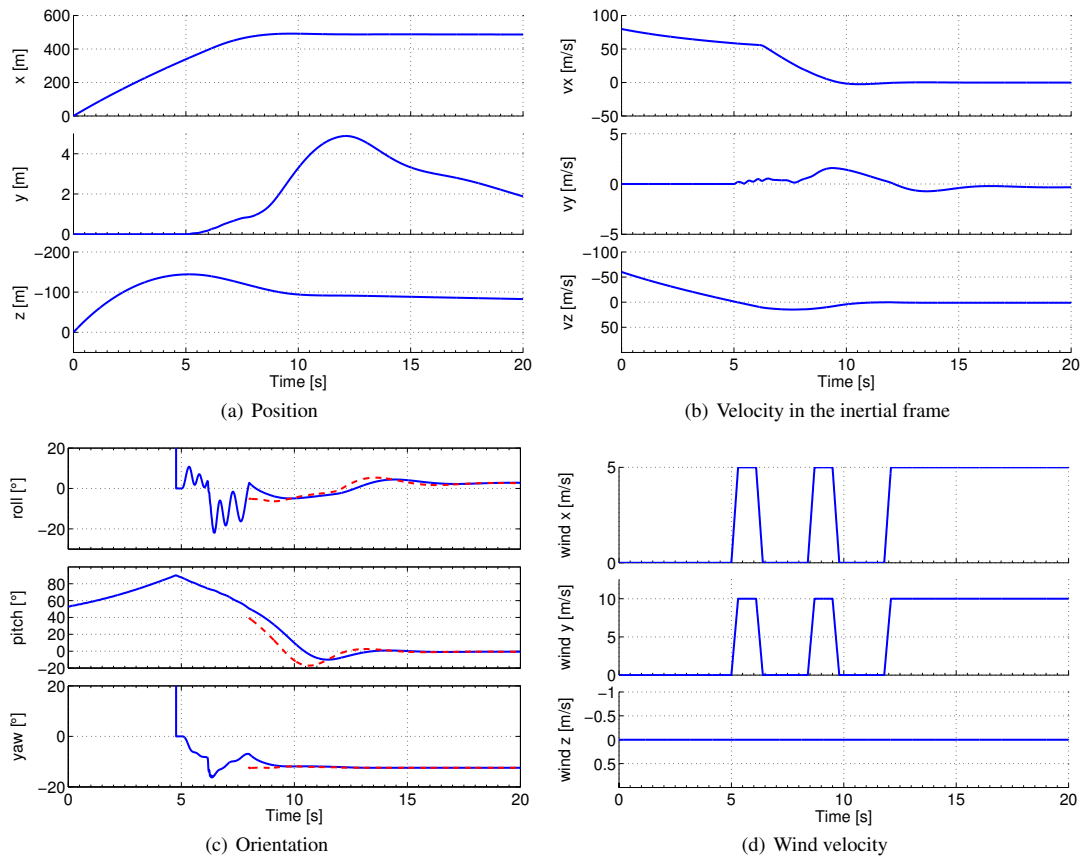 600
400
200
0
x [m]
4
2
0
y [m]
−200
−100
0
z [m]
0 5 10 15 20
Time [s]
(a) Position
100
50
0
−50
vx [m/s]
5
0
−5
vy [m/s]
−100
−50
0
50
vz [m/s]
0 5 10 15 20
Time [s]
(b) Velocity in the inertial frame
20
0
−20
roll [°]
80
60
40
20
0
−20
pitch [°]
20
0
−20
yaw [°]
0 5 10 15 20
Time [s]
(c) Orientation
5
0
wind x [m/s]
10
5
0
wind y [m/s]
−1
−0.5
0
0.5
wind z [m/s]
0 5 10 15 20
Time [s]
(d) Wind velocity